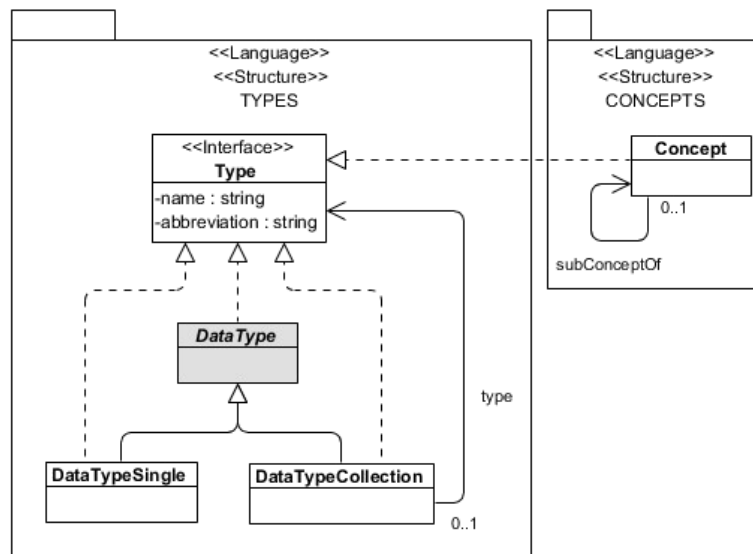 <<Language>>
<<Structure>>
TYPES
<<Interface>>
Type
-name : string
-abbreviation : string
DataType
type
DataTypeSingle
DataTypeCollection
0..1
<<Language>>
<<Structure>>
CONCEPTS
Concept
0..1
subConceptOf